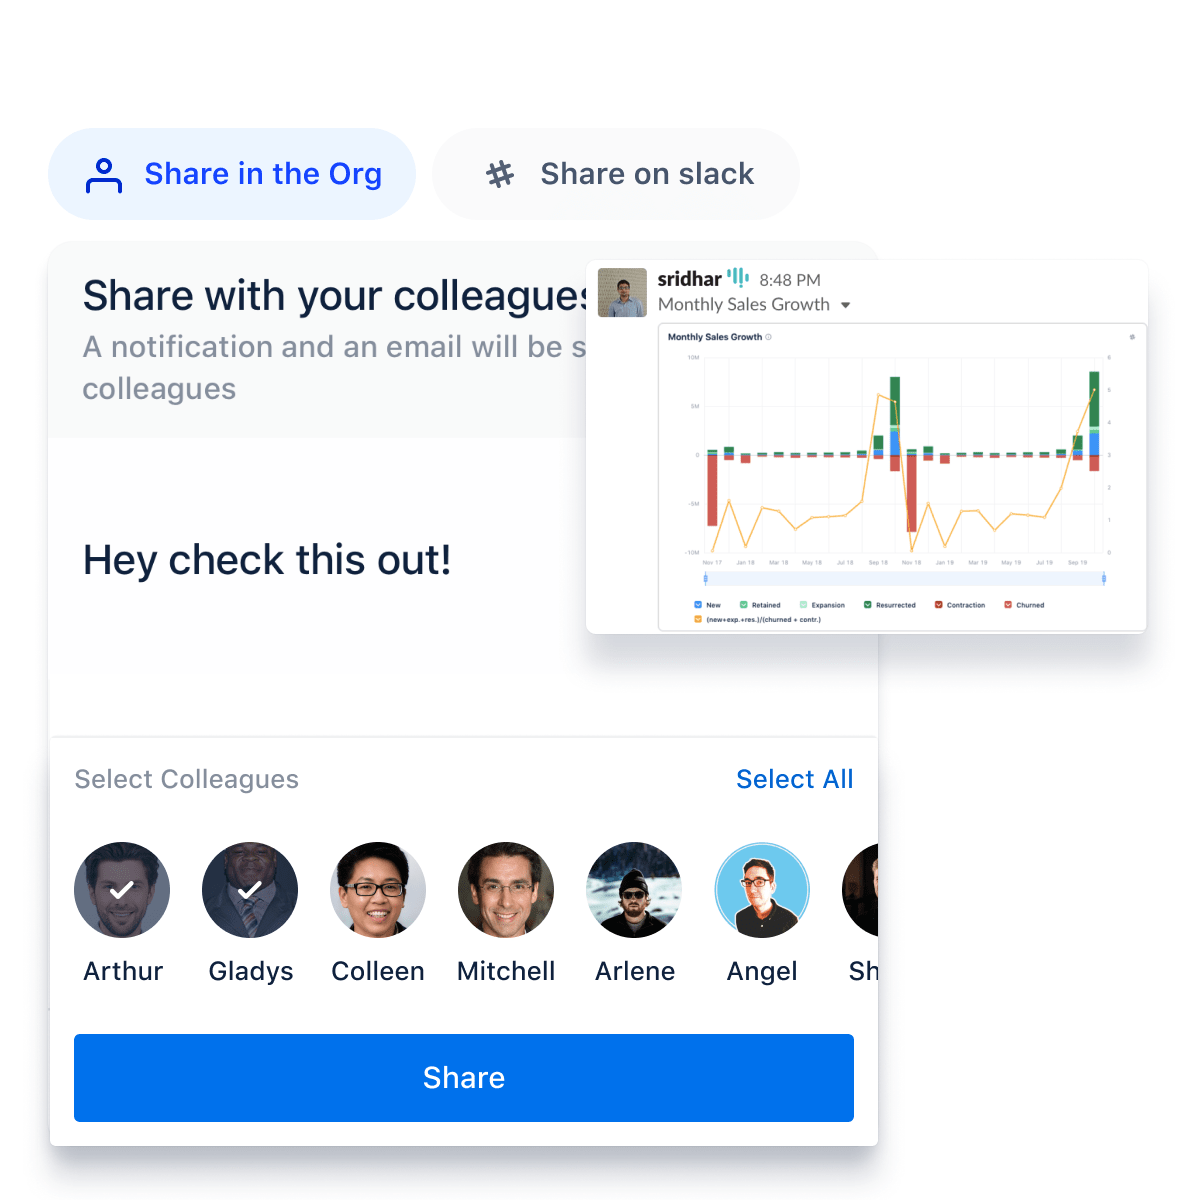 Share in the Org
Share on slack
Share with your colleagues
A notification and an email will be s
colleagues
sridhar 8:48 PM
Monthly Sales Growth
Monthly Sales Growth
10M
5M
0
-5M
-10M
6
5
4
3
2
1
0
Nov 17 Jan 18 Mar 18 May 18 Jul 18 Sep 18 Nov 18 Jan 19 Mar 19 May 19 Jul 19 Sep 19
New Retained Expansion Resurrected Contraction Churned
(new+exp.+res.)/(churned + contr.)
Hey check this out!
Select Colleagues
Select All
Arthur Gladys Colleen Mitchell Arlene Angel Sh
Share